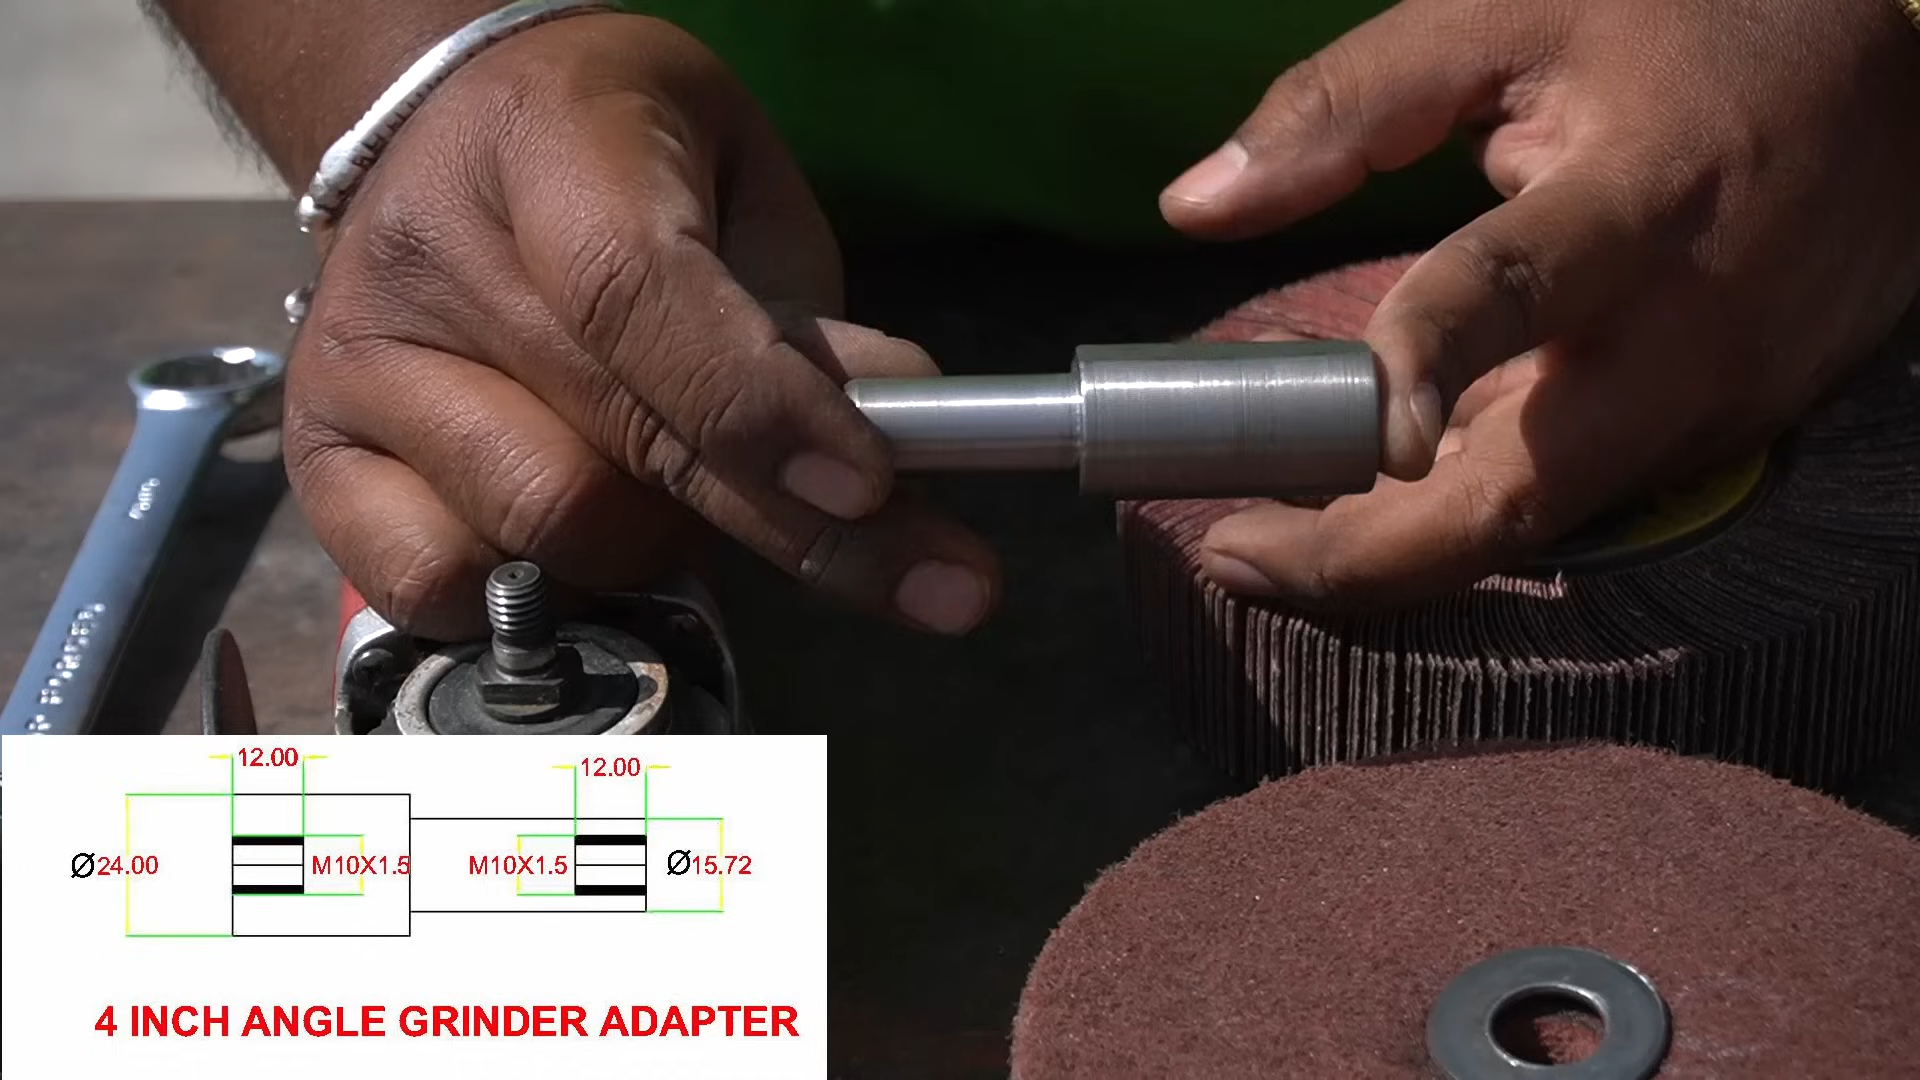 12.00
12.00
Ø24.00
M10X1.5
M10X1.5
Ø15.72
4 INCH ANGLE GRINDER ADAPTER